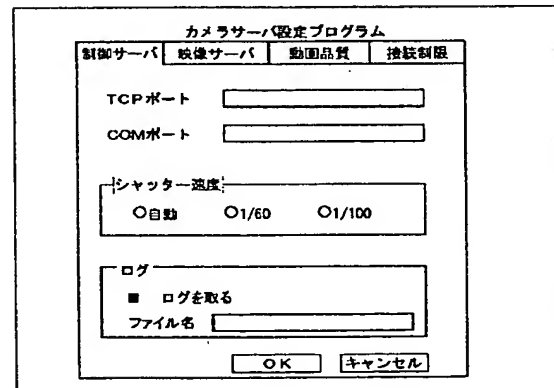 カメラサーバ設定プログラム
制御サーバ 映像サーバ 動画品質 接続制限
TCPポート
COMポート
シャッター速度
○自動 ○1/60 ○1/100
ログ
■ ログを取る
ファイル名
OK キャンセル